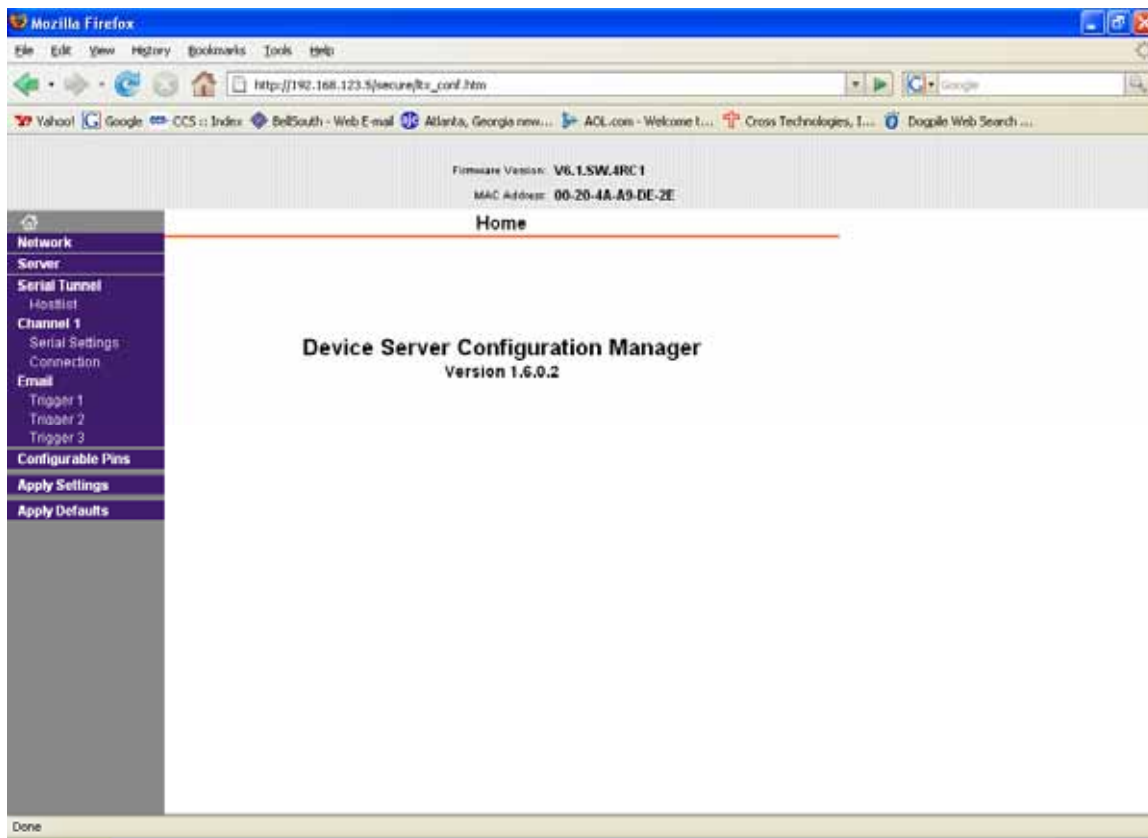 Mozilla Firefox
File Edit View History Bookmarks Tools Help
http://192.168.123.5/secure/ltx_conf.htm
Google
Yahoo! Google CCS :: Index BellSouth - Web E-mail Atlanta, Georgia new... AOL.com - Welcome t... Cross Technologies, I... Dogpile Web Search ...
Firmware Version: V6.1.SW.4RC1
MAC Address: 00-20-4A-A9-DE-2E
Home
Network
Server
Serial Tunnel
Hostlist
Channel 1
Serial Settings
Connection
Email
Trigger 1
Trigger 2
Trigger 3
Configurable Pins
Apply Settings
Apply Defaults
Device Server Configuration Manager
Version 1.6.0.2
Done